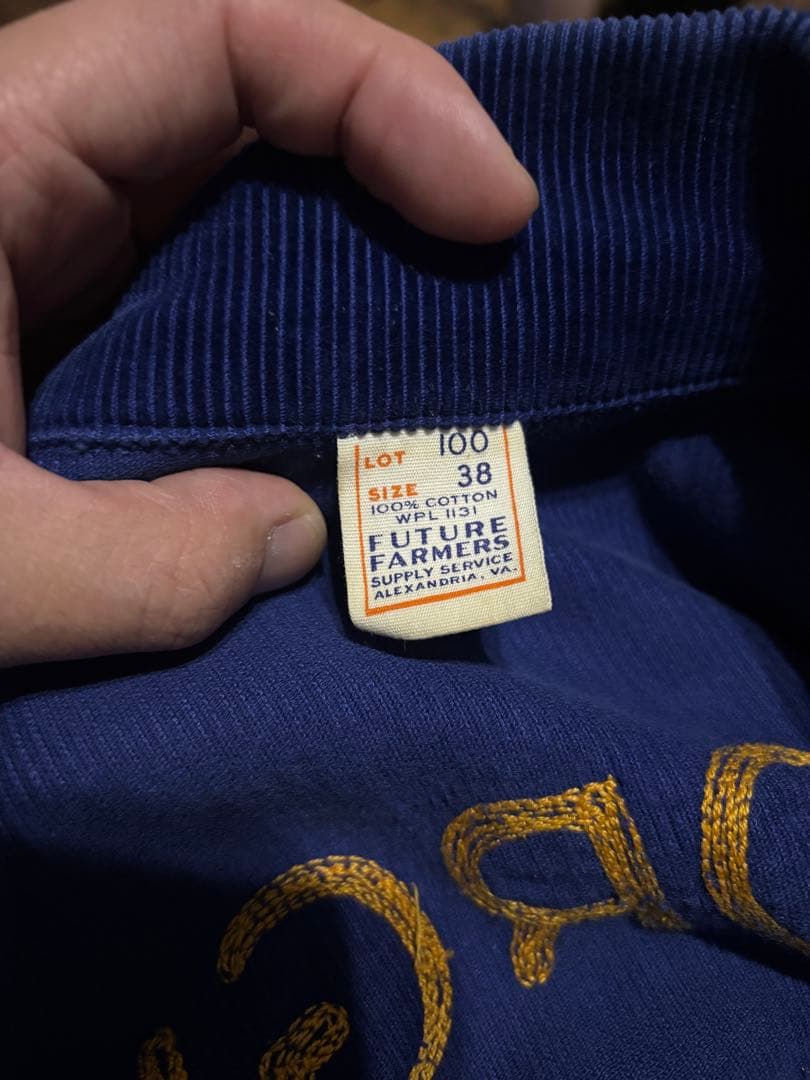 LOT 100
SIZE 38
100% COTTON
WPL 1131
FUTURE
FARMERS
SUPPLY SERVICE
ALEXANDRIA, VA.